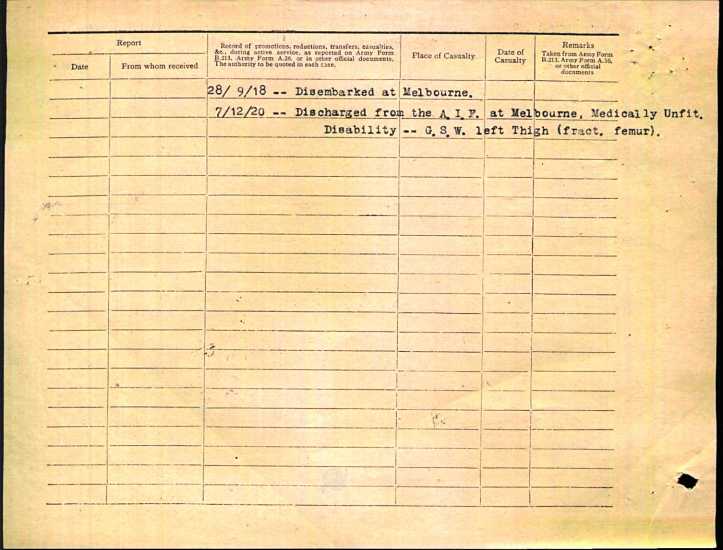 Report
Date
From whom received
Record of promotions, reductions, transfers, casualties,
&c., during active service, as reported on Army Form
B.213, Army Form A.36, or in other official documents.
The authority to be quoted in each case.
Place of Casualty
Date of
Casualty
Remarks
Taken from Army Form
B.213, Army Form A.36,
or other official
documents
28/ 9/18 -- Disembarked at Melbourne.
7/12/20 -- Discharged from the A.I.F. at Melbourne, Medically Unfit.
Disability -- G.S.W. left Thigh (fract. femur).